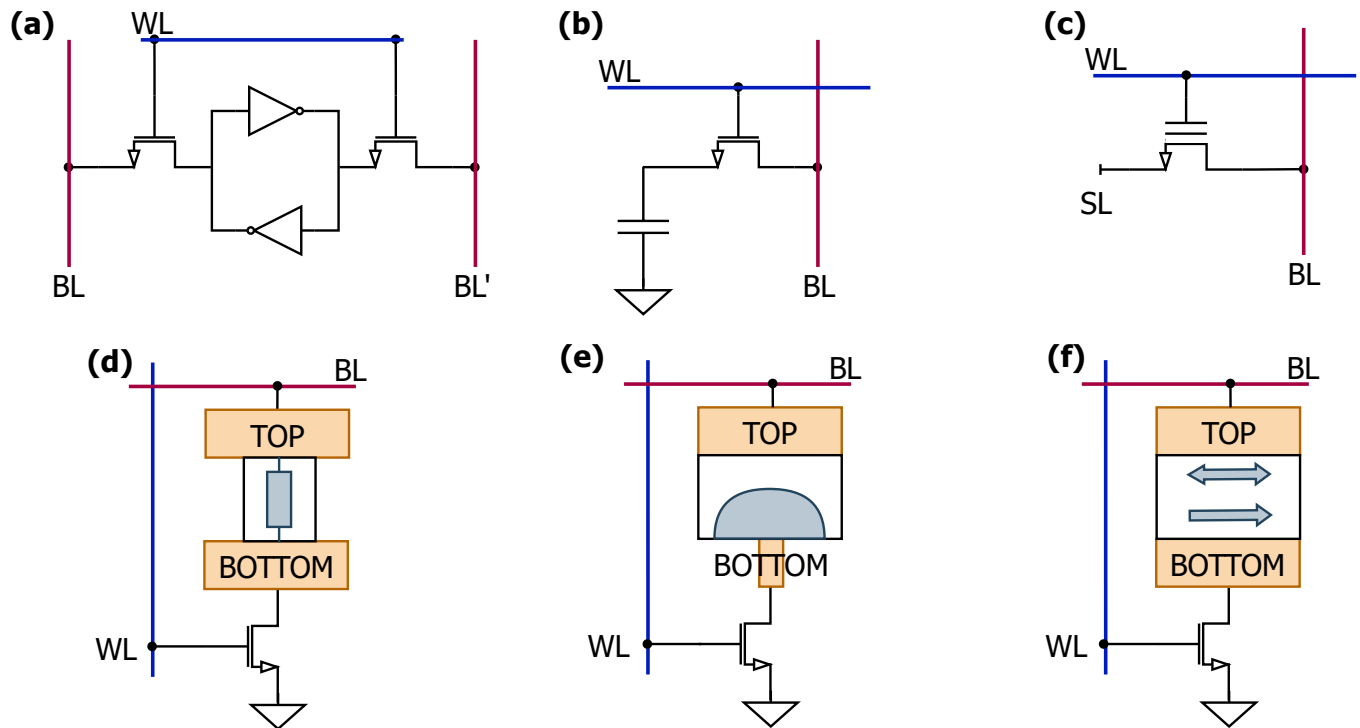 (a)
WL
BL
BL'
(b)
WL
BL
(c)
WL
SL
BL
(d)
BL
TOP
BOTTOM
WL
(e)
BL
TOP
BOTTOM
WL
(f)
BL
TOP
BOTTOM
WL